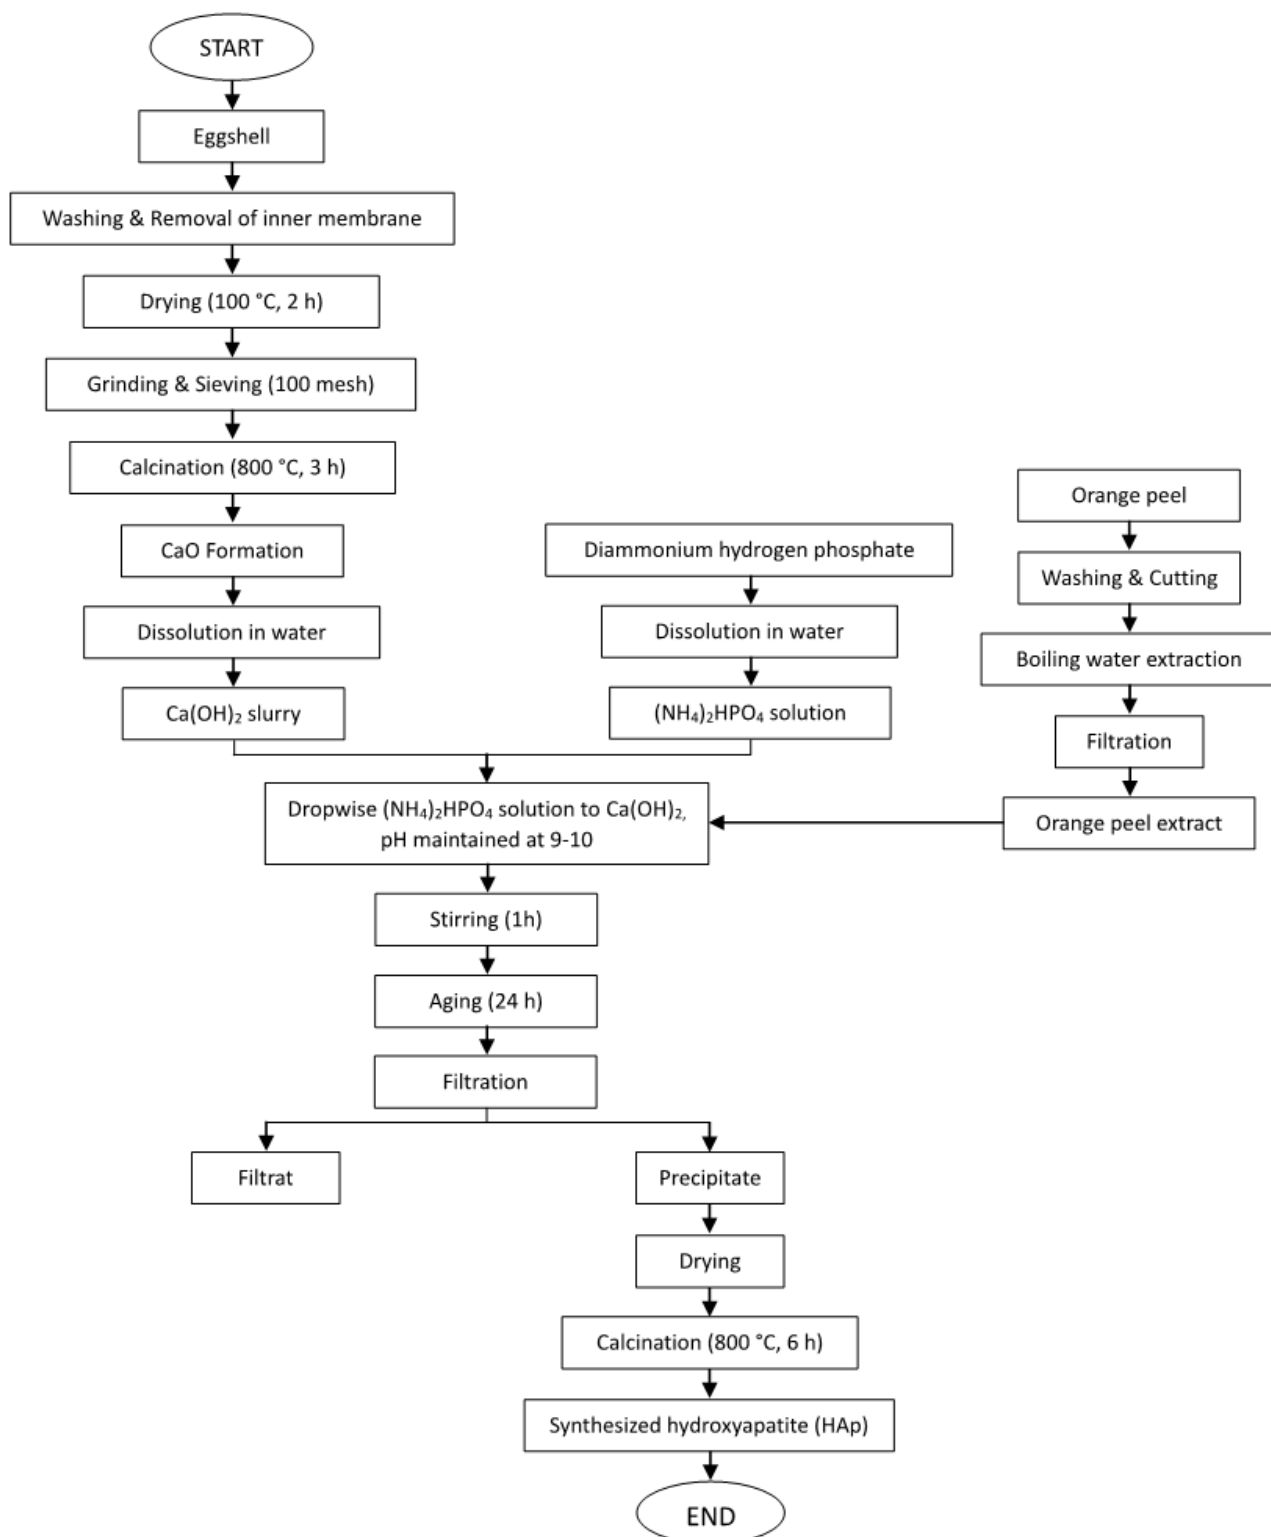 START
Eggshell
Washing & Removal of inner membrane
Drying (100 °C, 2 h)
Grinding & Sieving (100 mesh)
Calcination (800 °C, 3 h)
CaO Formation
Dissolution in water
Ca(OH)₂ slurry
Diammonium hydrogen phosphate
Dissolution in water
(NH₄)₂HPO₄ solution
Orange peel
Washing & Cutting
Boiling water extraction
Filtration
Orange peel extract
Dropwise (NH₄)₂HPO₄ solution to Ca(OH)₂,
pH maintained at 9-10
Stirring (1h)
Aging (24 h)
Filtration
Filtrat
Precipitate
Drying
Calcination (800 °C, 6 h)
Synthesized hydroxyapatite (HAp)
END